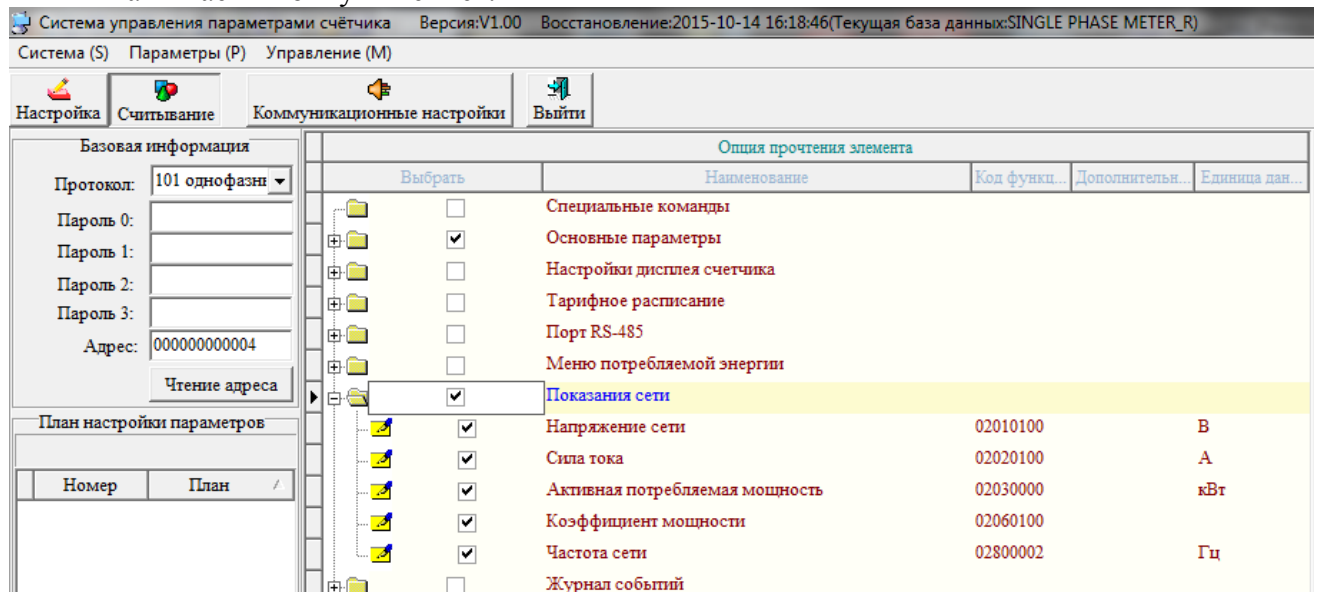 Система управления параметрами счётчика Версия:V1.00 Восстановление:2015-10-14 16:18:46(Текущая база данных:SINGLE PHASE METER_R)
Система (S) Параметры (P) Управление (M)
Настройка Считывание Коммуникационные настройки Выйти
Базовая информация
Протокол: 101 однофазн
Пароль 0:
Пароль 1:
Пароль 2:
Пароль 3:
Адрес: 000000000004
Чтение адреса
План настройки параметров
Номер План
Опция прочтения элемента
Выбрать Наименование Код функц... Дополнительн... Единица дан...
Специальные команды
Основные параметры
Настройки дисплея счетчика
Тарифное расписание
Порт RS-485
Меню потребляемой энергии
Показания сети
Напряжение сети 02010100 В
Сила тока 02020100 А
Активная потребляемая мощность 02030000 кВт
Коэффициент мощности 02060100
Частота сети 02800002 Гц
Журнал событий